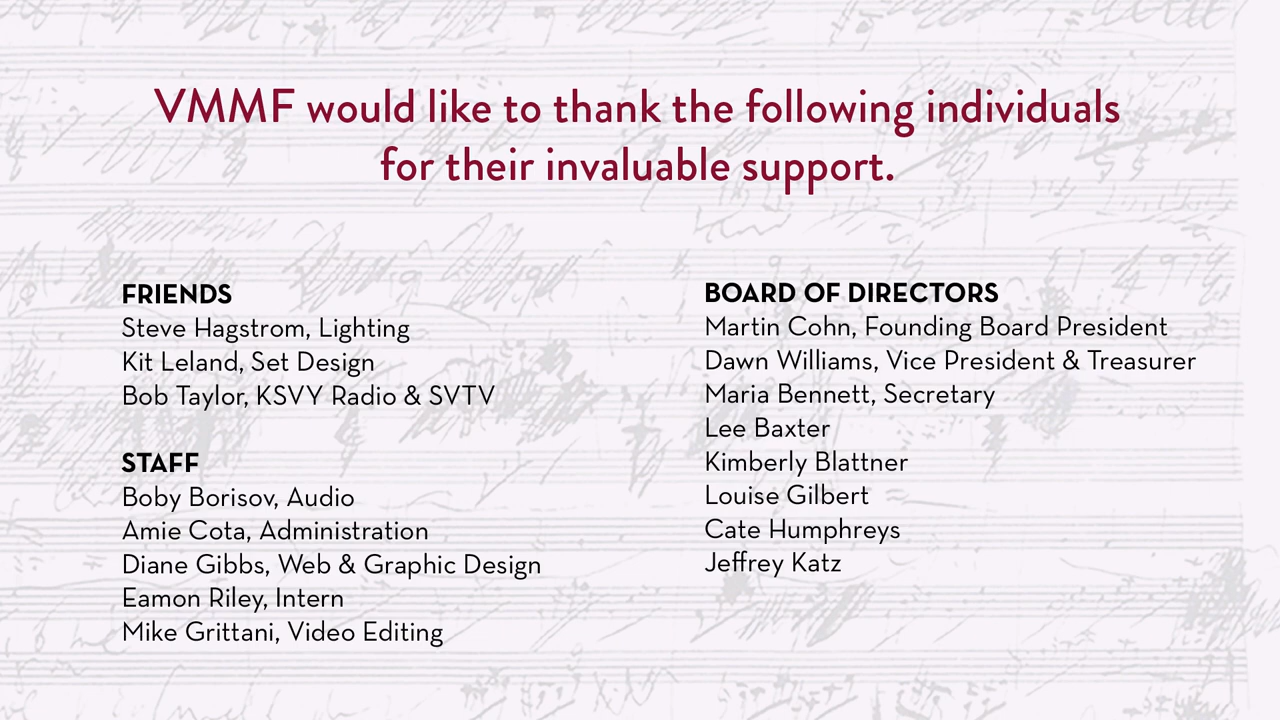 VMMF would like to thank the following individuals
for their invaluable support.
FRIENDS
Steve Hagstrom, Lighting
Kit Leland, Set Design
Bob Taylor, KSVY Radio & SVTV
STAFF
Boby Borisov, Audio
Amie Cota, Administration
Diane Gibbs, Web & Graphic Design
Eamon Riley, Intern
Mike Grittani, Video Editing
BOARD OF DIRECTORS
Martin Cohn, Founding Board President
Dawn Williams, Vice President & Treasurer
Maria Bennett, Secretary
Lee Baxter
Kimberly Blattner
Louise Gilbert
Cate Humphreys
Jeffrey Katz